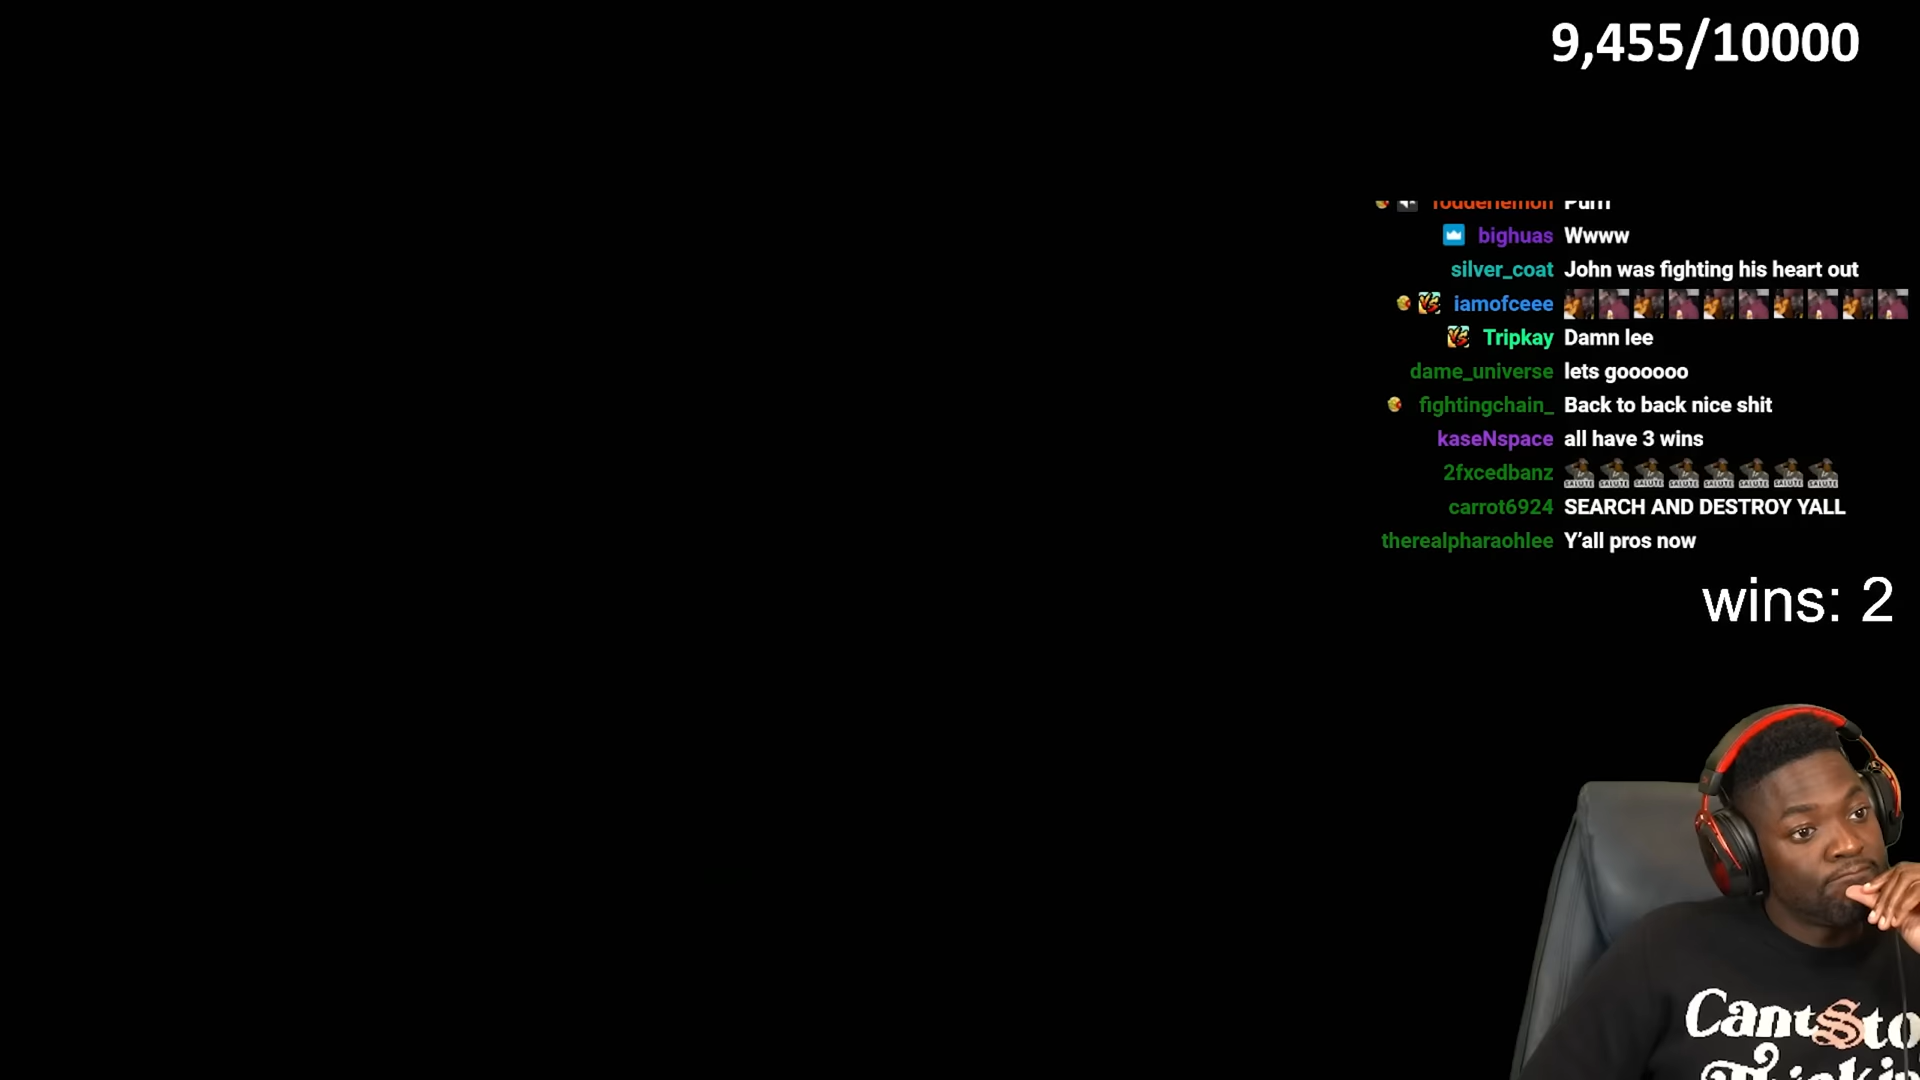 9,455/10000
Purrr
bighuas Wwww
silver_coat John was fighting his heart out
iamofceee
Tripkay Damn lee
dame_universe lets goooooo
fightingchain_ Back to back nice shit
kaseNspace all have 3 wins
2fxcedbanz
carrot6924 SEARCH AND DESTROY YALL
therealpharaohlee Y’all pros now
wins: 2
CantSto